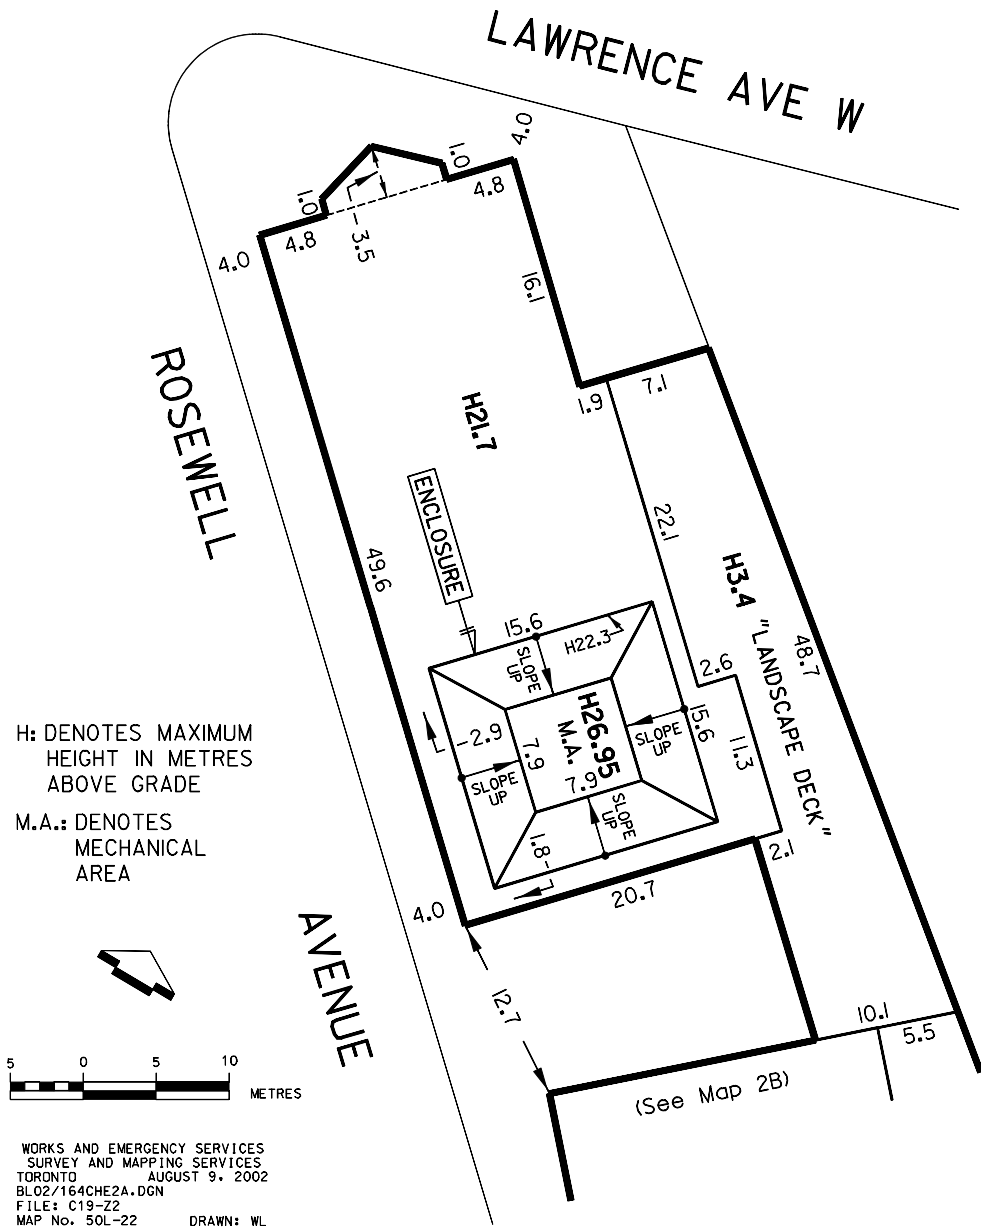 LAWRENCE AVE W
4.0
1.0
1.0
4.8
4.8
3.5
4.0
16.1
ROSEWELL
1.9
7.1
H21.7
ENCLOSURE
22.1
49.6
H3.4 "LANDSCAPE DECK"
48.7
15.6
H22.3
SLOPE
UP
2.6
H26.95
M.A.
15.6
SLOPE
UP
2.9
7.9
7.9
SLOPE
UP
SLOPE
UP
11.3
1.8
2.1
20.7
4.0
H: DENOTES MAXIMUM
HEIGHT IN METRES
ABOVE GRADE
M.A.: DENOTES
MECHANICAL
AREA
AVENUE
12.7
10.1
5.5
(See Map 2B)
5 0 5 10
METRES
WORKS AND EMERGENCY SERVICES
SURVEY AND MAPPING SERVICES
TORONTO AUGUST 9. 2002
BL02/164CHE2A.DGN
FILE: C19-Z2
MAP No. 50L-22 DRAWN: WL